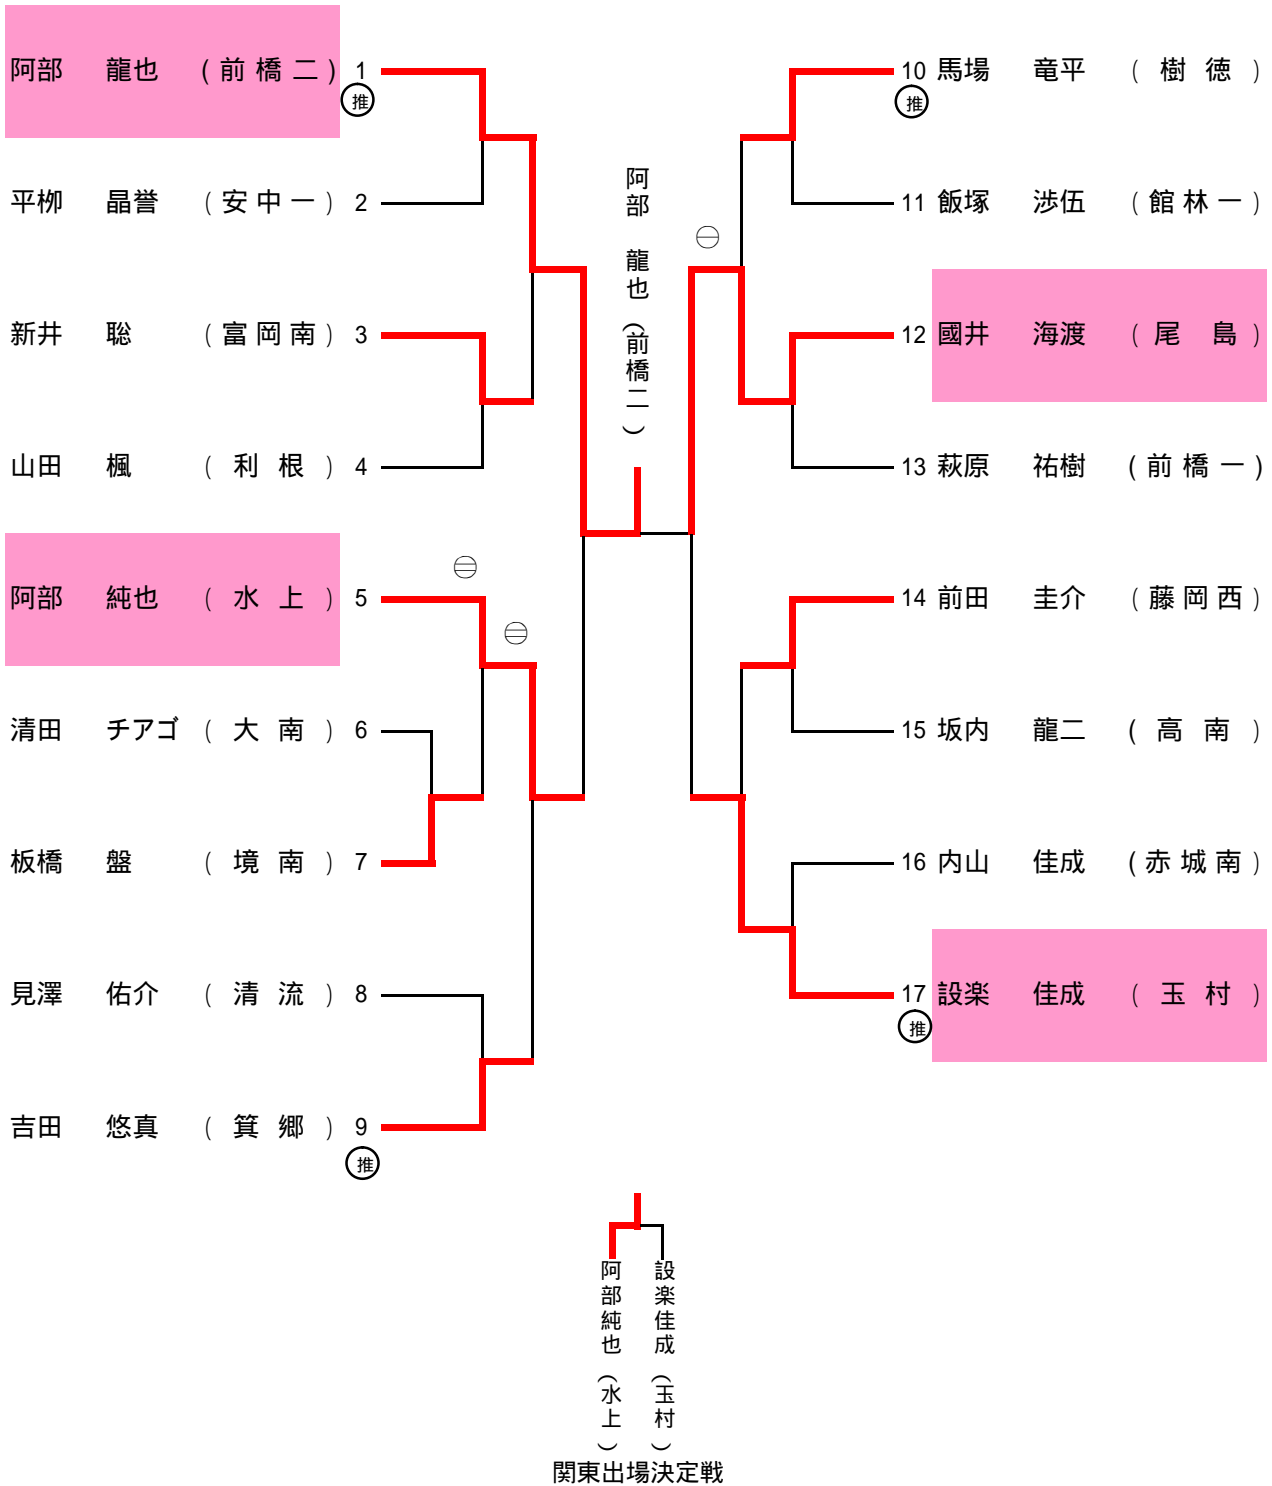 阿部 龍也 (前橋二) 1
推
平栁 晶誉 (安中一) 2
新井 聡 (富岡南) 3
山田 楓 (利根) 4
阿部 純也 (水上) 5
清田 チアゴ (大南) 6
板橋 盤 (境南) 7
見澤 佑介 (清流) 8
吉田 悠真 (箕郷) 9
推
阿部 龍也(前橋二)
10 馬場 竜平 (樹徳)
推
11 飯塚 渉伍 (館林一)
12 國井 海渡 (尾島)
13 萩原 祐樹 (前橋一)
14 前田 圭介 (藤岡西)
15 坂内 龍二 (高南)
16 内山 佳成 (赤城南)
17 設楽 佳成 (玉村)
推
阿部純也(水上)
設楽佳成(玉村)
関東出場決定戦